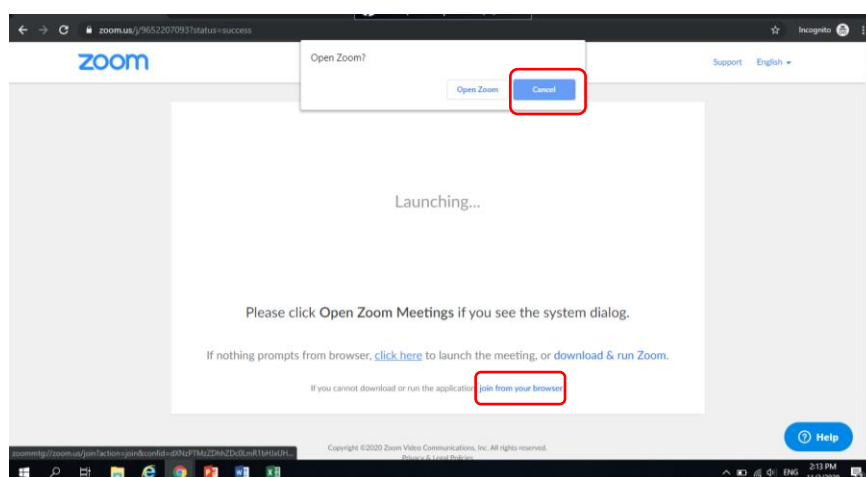 zoom.us/j/9652207093?status=success
Incognito
zoom
Open Zoom?
Support English
Open Zoom Cancel
Launching...
Please click Open Zoom Meetings if you see the system dialog.
If nothing prompts from browser, click here to launch the meeting, or download & run Zoom.
If you cannot download or run the application, join from your browser
Help
Copyright ©2020 Zoom Video Communications, Inc. All rights reserved.
Privacy & Legal Policies
ENG 2:13 PM